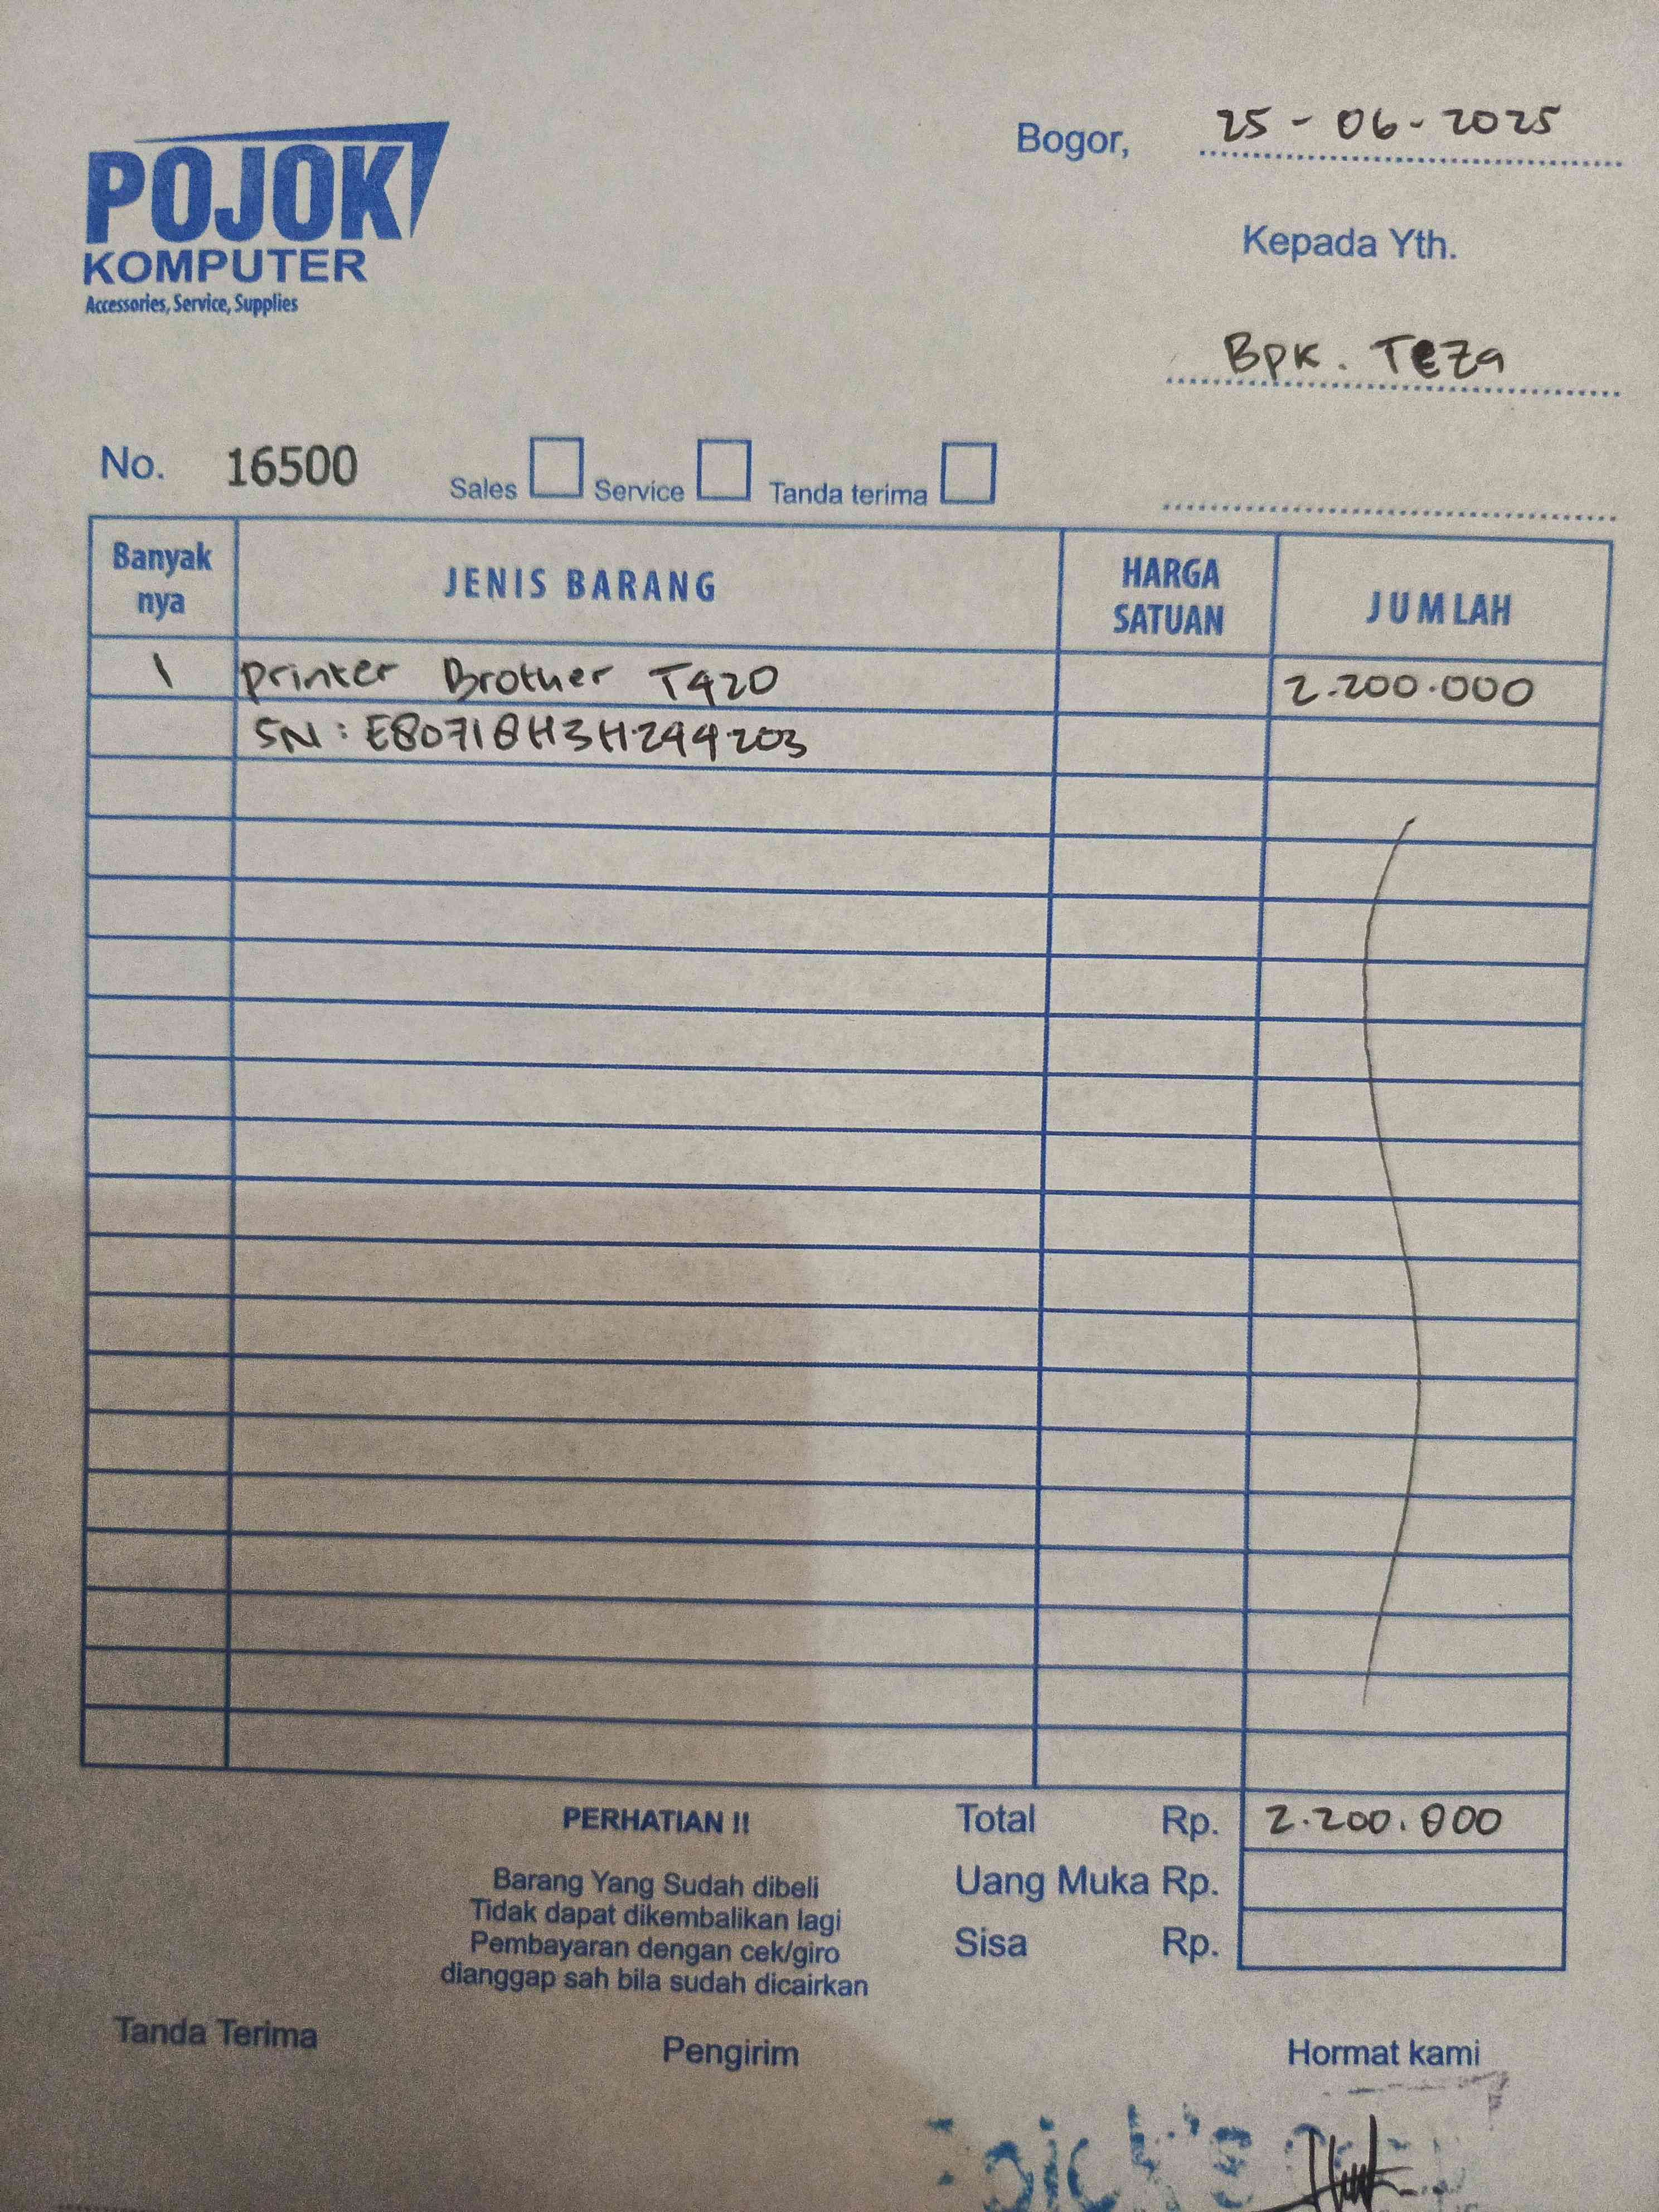 POJOK
KOMPUTER
Accessories, Service, Supplies
Bogor, 25-06-2025
Kepada Yth.
Bpk. Teza
No. 16500 Sales Service Tanda terima
Banyak nya JENIS BARANG HARGA SATUAN JUMLAH
1 printer Brother T420 2.200.000
SN: E80718H3H244203
PERHATIAN !! Total Rp. 2.200.000
Barang Yang Sudah dibeli Uang Muka Rp.
Tidak dapat dikembalikan lagi
Pembayaran dengan cek/giro Sisa Rp.
dianggap sah bila sudah dicairkan
Tanda Terima Pengirim Hormat kami